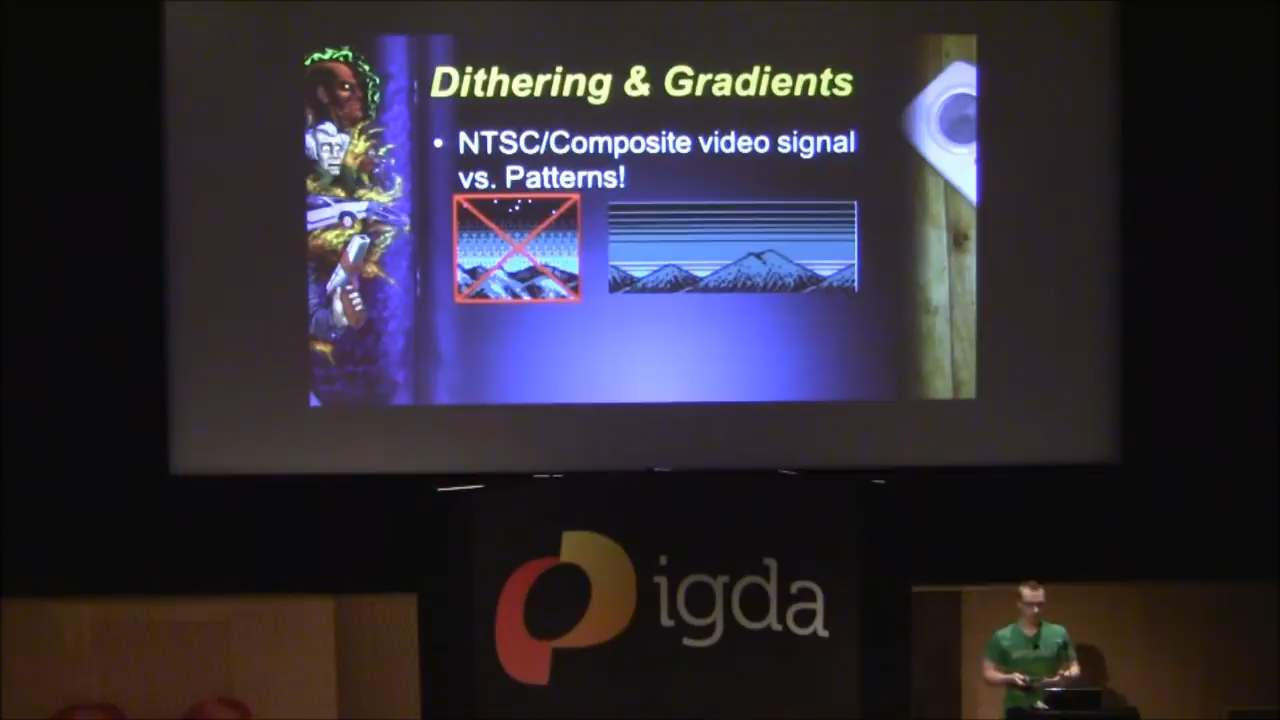 Dithering & Gradients
• NTSC/Composite video signal
vs. Patterns!
igda